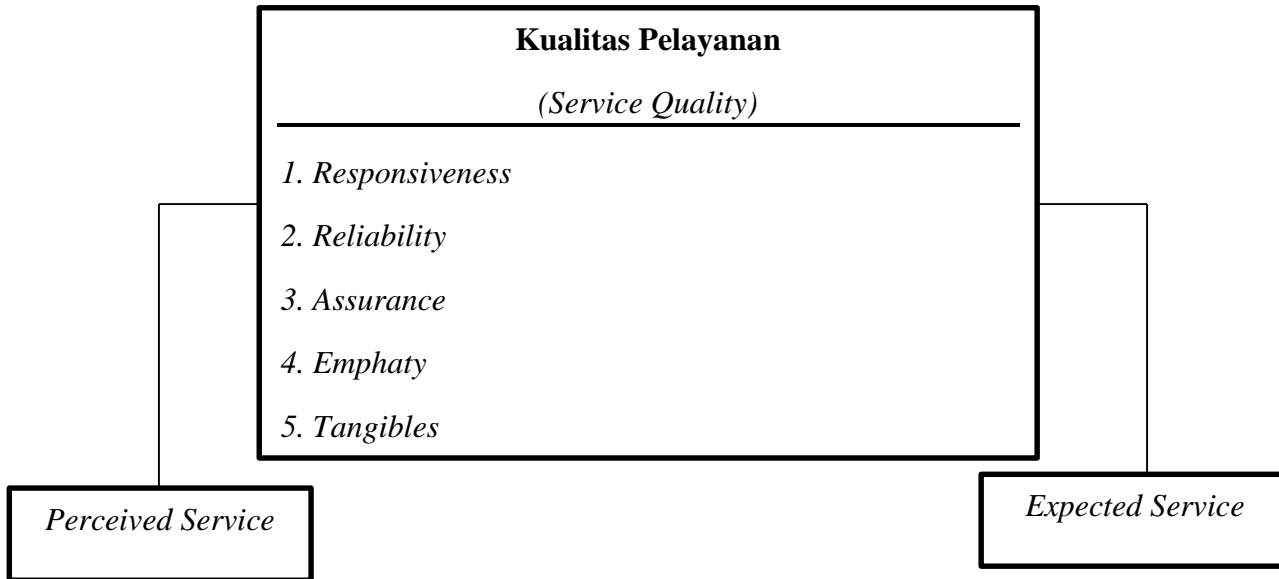 Kualitas Pelayanan
(Service Quality)
1. Responsiveness
2. Reliability
3. Assurance
4. Emphaty
5. Tangibles
Perceived Service
Expected Service